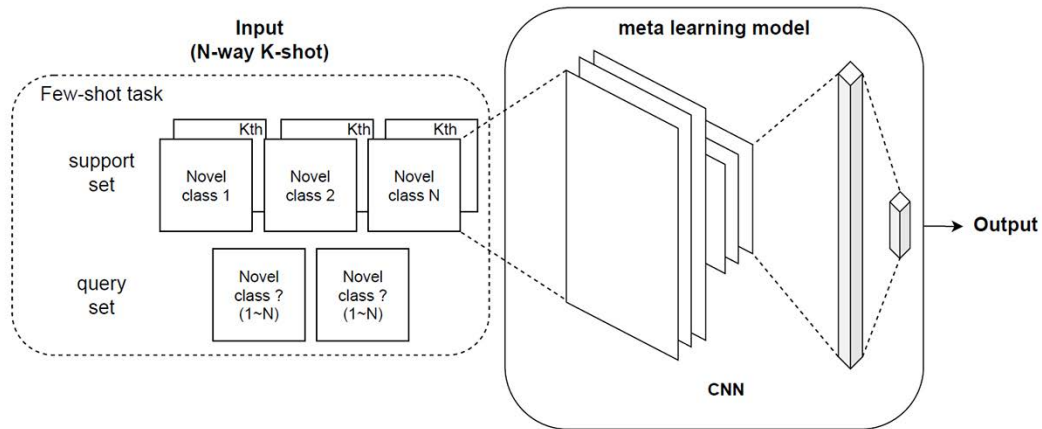 Input
(N-way K-shot)
meta learning model
Few-shot task
Kth
Kth
Kth
support
set
Novel
class 1
Novel
class 2
Novel
class N
query
set
Novel
class ?
(1~N)
Novel
class ?
(1~N)
CNN
Output